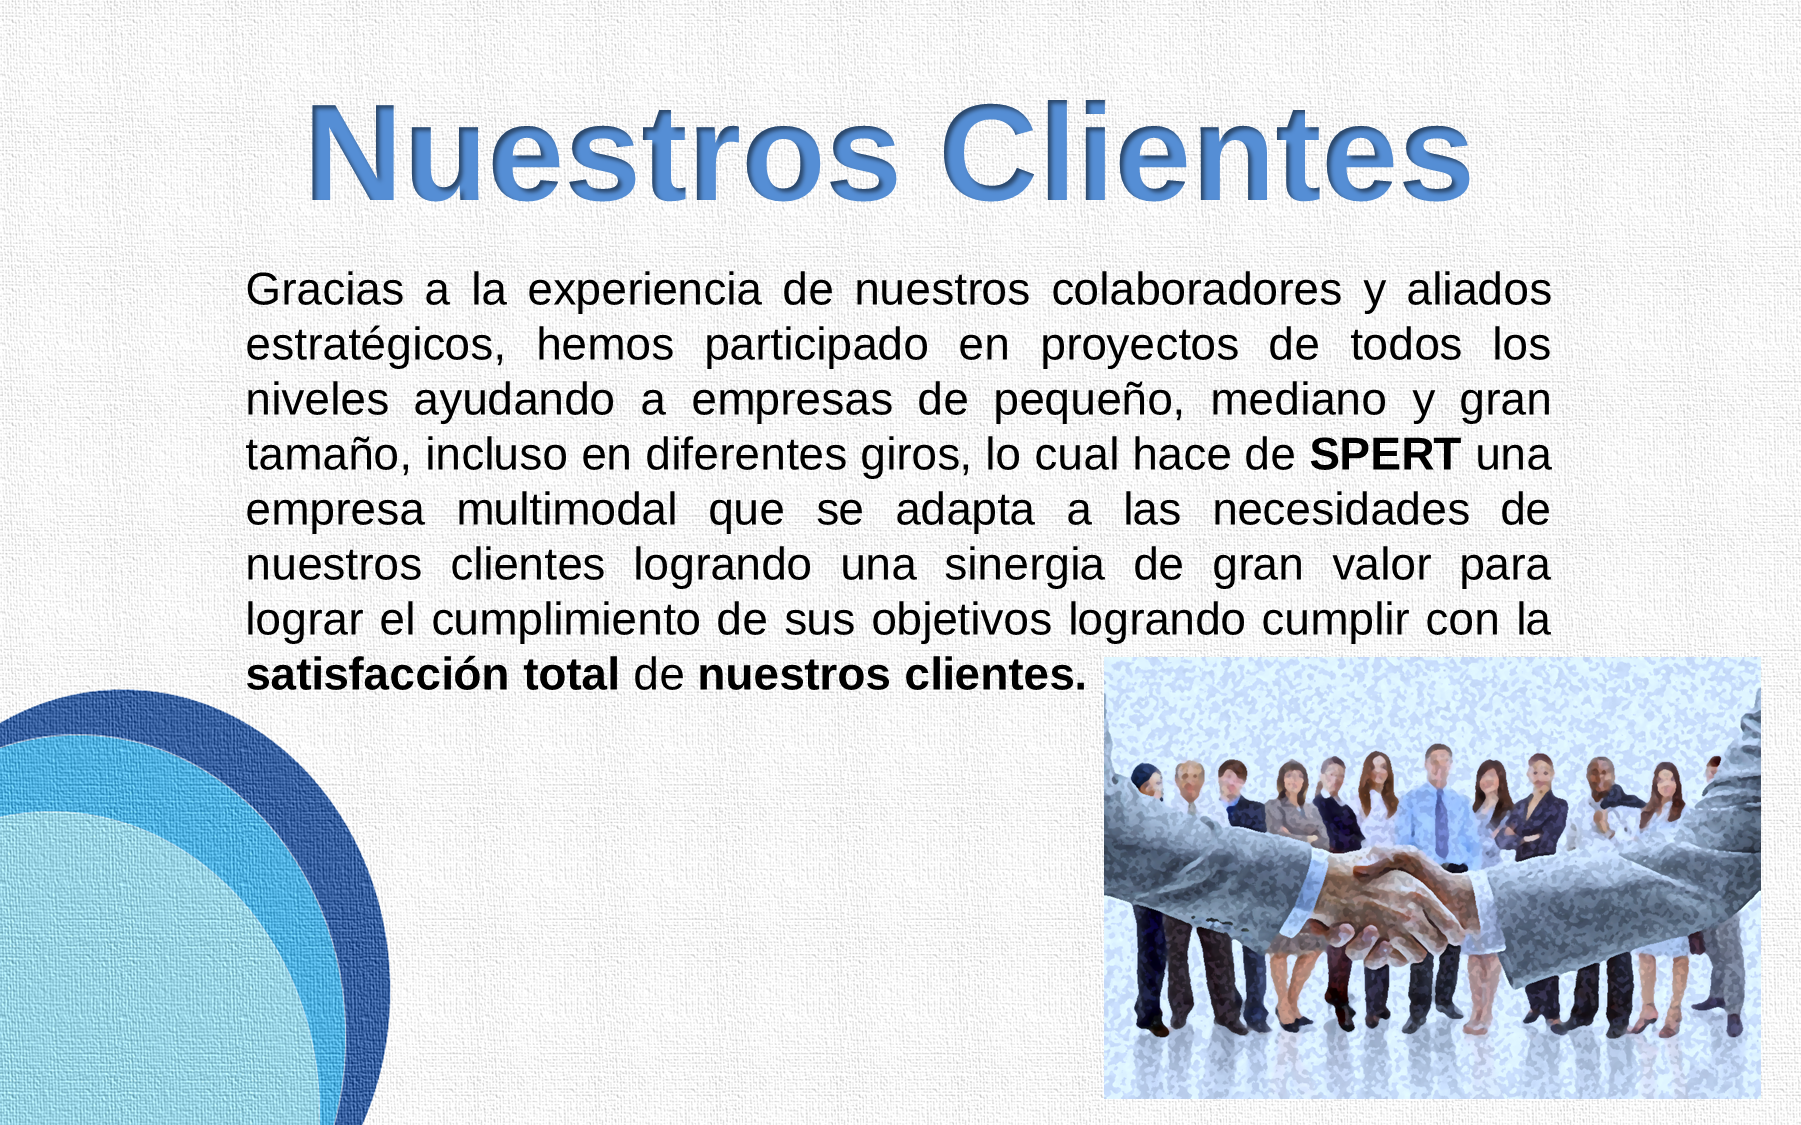 Nuestros Clientes
Gracias a la experiencia de nuestros colaboradores y aliados
estratégicos, hemos participado en proyectos de todos los
niveles ayudando a empresas de pequeño, mediano y gran
tamaño, incluso en diferentes giros, lo cual hace de SPERT una
empresa multimodal que se adapta a las necesidades de
nuestros clientes logrando una sinergia de gran valor para
lograr el cumplimiento de sus objetivos logrando cumplir con la
satisfacción total de nuestros clientes.